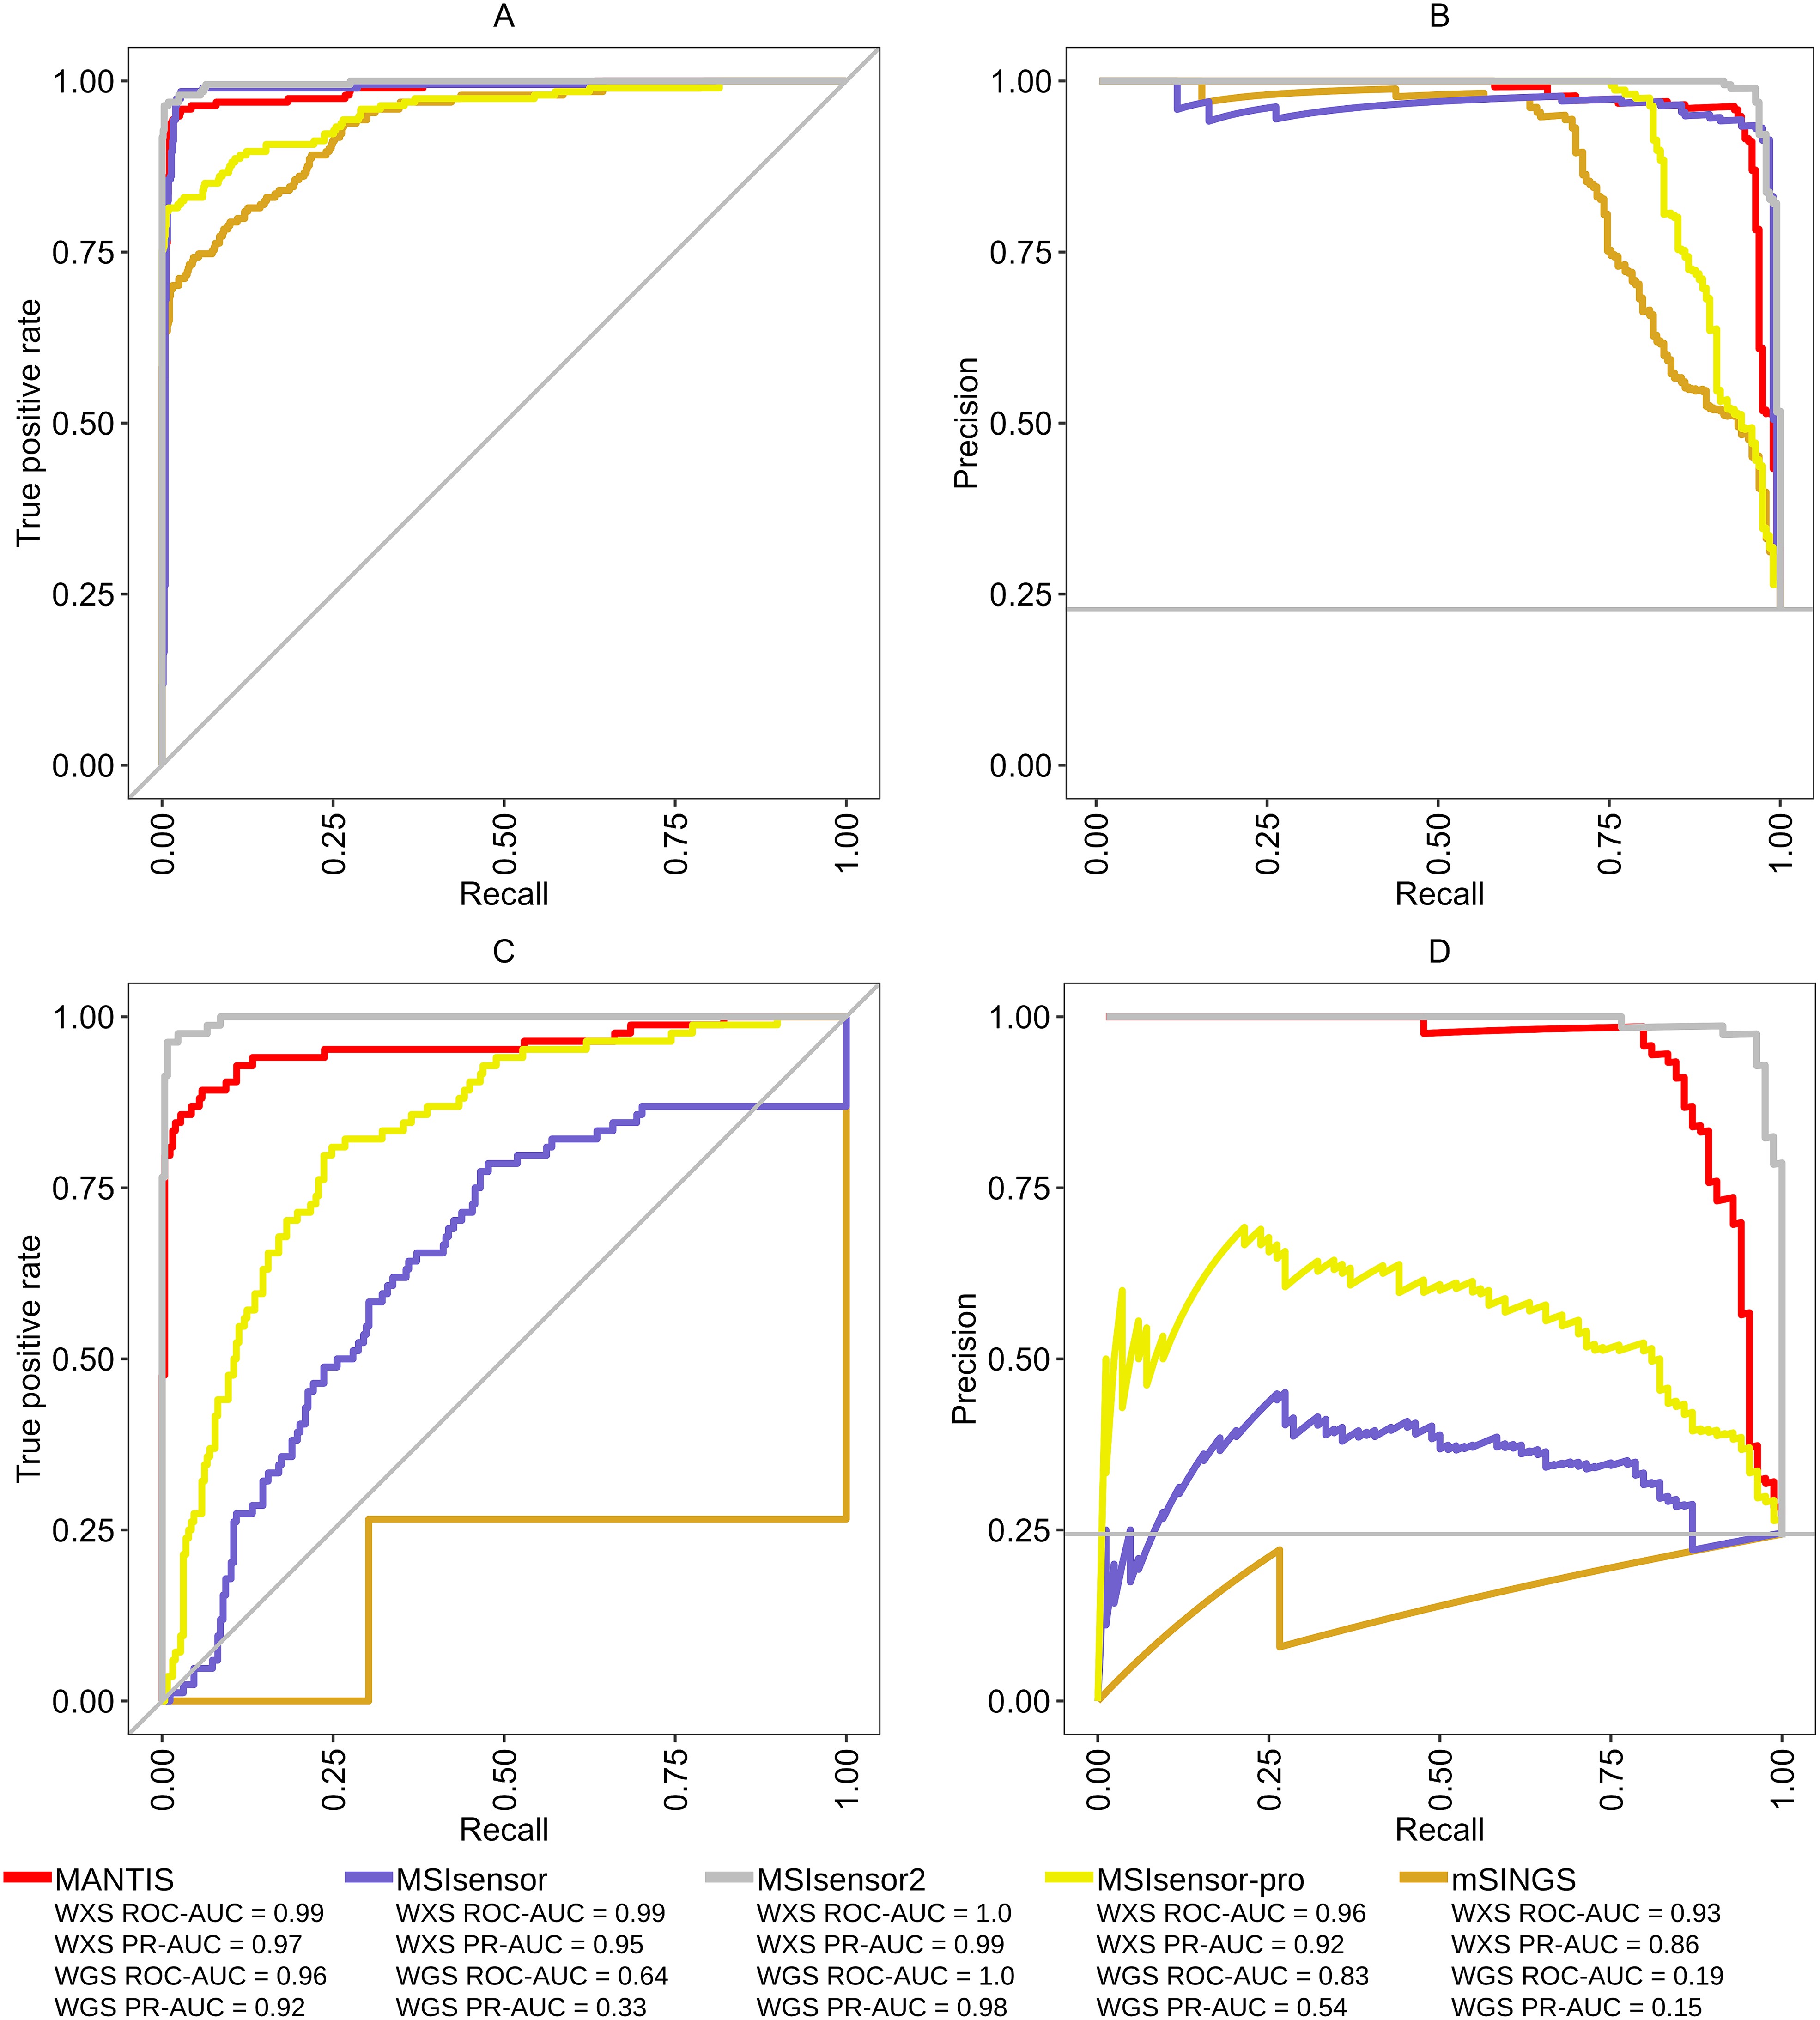 A
1.00
0.75
0.50
0.25
0.00
True positive rate
0.00
0.25
0.50
0.75
1.00
Recall
B
1.00
0.75
0.50
0.25
0.00
Precision
0.00
0.25
0.50
0.75
1.00
Recall
C
1.00
0.75
0.50
0.25
0.00
True positive rate
0.00
0.25
0.50
0.75
1.00
Recall
D
1.00
0.75
0.50
0.25
0.00
Precision
0.00
0.25
0.50
0.75
1.00
Recall
MANTIS
WXS ROC-AUC = 0.99
WXS PR-AUC = 0.97
WGS ROC-AUC = 0.96
WGS PR-AUC = 0.92
MSIsensor
WXS ROC-AUC = 0.99
WXS PR-AUC = 0.95
WGS ROC-AUC = 0.64
WGS PR-AUC = 0.33
MSIsensor2
WXS ROC-AUC = 1.0
WXS PR-AUC = 0.99
WGS ROC-AUC = 1.0
WGS PR-AUC = 0.98
MSIsensor-pro
WXS ROC-AUC = 0.96
WXS PR-AUC = 0.92
WGS ROC-AUC = 0.83
WGS PR-AUC = 0.54
mSINGS
WXS ROC-AUC = 0.93
WXS PR-AUC = 0.86
WGS ROC-AUC = 0.19
WGS PR-AUC = 0.15